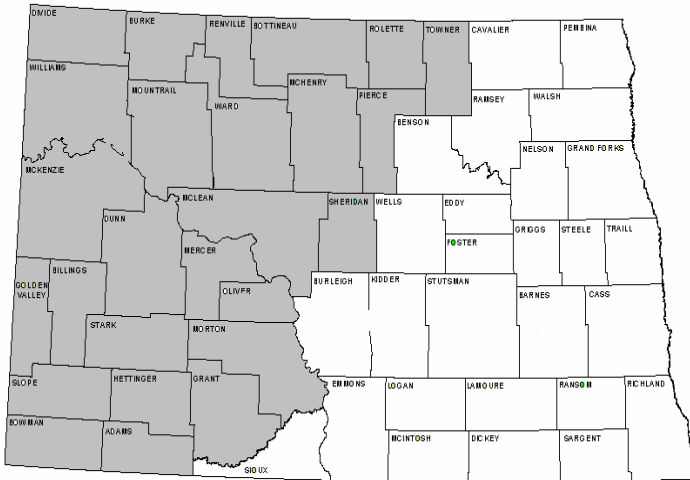 DIVIDE
BURKE
RENVILLE
BOTTINEAU
ROLETTE
TOWNER
CAVALIER
PEMBINA
WILLIAMS
MOUNTRAIL
WARD
MCHENRY
PIERCE
BENSON
RAMSEY
WALSH
NELSON
GRAND FORKS
MCKENZIE
DUNN
MCLEAN
MERCER
OLIVER
SHERIDAN
WELLS
EDDY
FOSTER
GRIGGS
STEELE
TRAILL
GOLDEN
VALLEY
BILLINGS
STARK
MORTON
BURLEIGH
KIDDER
STUTSMAN
BARNES
CASS
SLOPE
HETTINGER
GRANT
EMMONS
LOGAN
LAMOURE
RANSOM
RICHLAND
BOWMAN
ADAMS
SIOUX
MCINTOSH
DICKEY
SARGENT